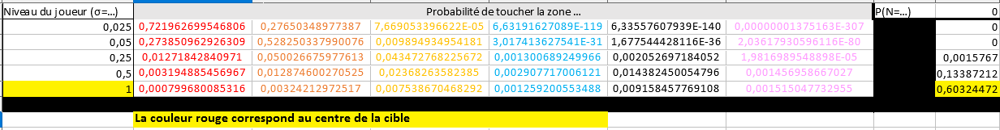 Niveau du joueur (σ=...) Probabilité de toucher la zone ... P(N=...) 0
0,025 0,721962699546806 0,27650348977387 7,669053396622E-05 6,63191627089E-119 6,33557607939E-140 0,00000001375163E-307 0
0,05 0,273850962926309 0,528250337990076 0,00989494954181 3,017413627541E-31 1,677544428116E-36 2,03617930596116E-80 0
0,25 0,01271842840971 0,050026675977613 0,043472768225672 0,001300689249966 0,002052697184052 1,9816989548898E-05 0,0015767
0,5 0,003194885456967 0,012874600270525 0,02368263582385 0,002907717006121 0,014382450054796 0,001456958667027 0,13387212
1 0,000799680085316 0,00324212972517 0,007538670468292 0,001259200553488 0,009158457769108 0,001515047732955 0,60324472
La couleur rouge correspond au centre de la cible